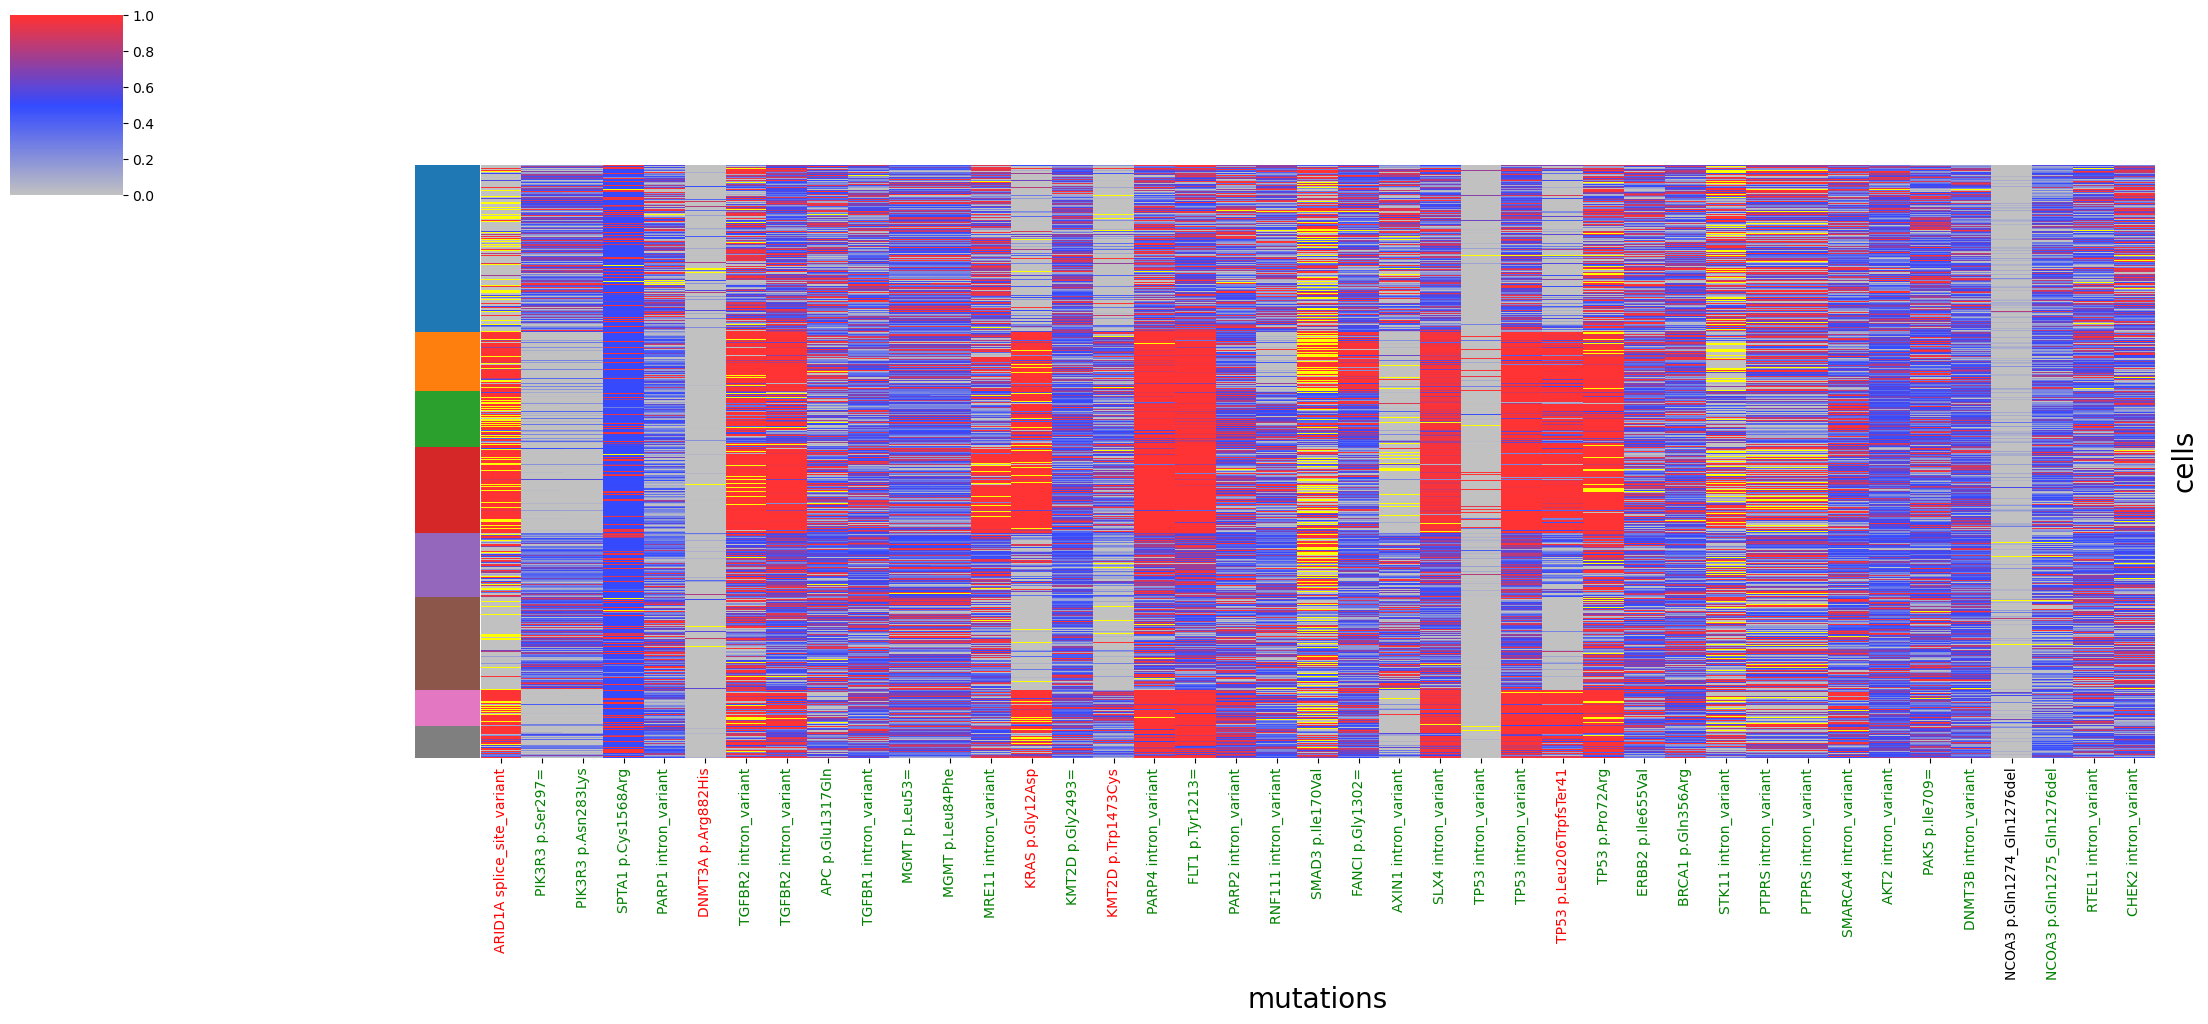 1.0
0.8
0.6
0.4
0.2
0.0
cells
ARID1A splice_site_variant
PIK3R3 p.Ser297=
PIK3R3 p.Asn283Lys
SPTA1 p.Cys1568Arg
PARP1 intron_variant
DNMT3A p.Arg882His
TGFBR2 intron_variant
TGFBR2 intron_variant
APC p.Glu1317Gln
TGFBR1 intron_variant
MGMT p.Leu53=
MGMT p.Leu84Phe
MRE11 intron_variant
KRAS p.Gly12Asp
KMT2D p.Gly2493=
KMT2D p.Trp1473Cys
PARP4 intron_variant
FLT1 p.Tyr1213=
PARP2 intron_variant
RNF111 intron_variant
SMAD3 p.Ile170Val
FANCI p.Gly1302=
AXIN1 intron_variant
SLX4 intron_variant
TP53 intron_variant
TP53 intron_variant
TP53 p.Leu206TrpfsTer41
TP53 p.Pro72Arg
ERBB2 p.Ile655Val
BRCA1 p.Gln356Arg
STK11 intron_variant
PTPRS intron_variant
PTPRS intron_variant
SMARCA4 intron_variant
AKT2 intron_variant
PAK5 p.Ile709=
DNMT3B intron_variant
NCOA3 p.Gln1274_Gln1276del
NCOA3 p.Gln1275_Gln1276del
RTEL1 intron_variant
CHEK2 intron_variant
mutations